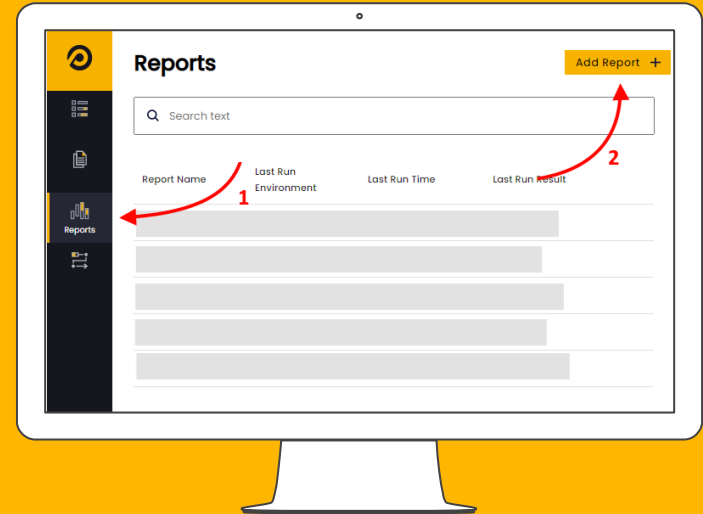 Reports
Add Report +
Search text
Report Name
Last Run
Environment
Last Run Time
Last Run Result
1
2
Reports